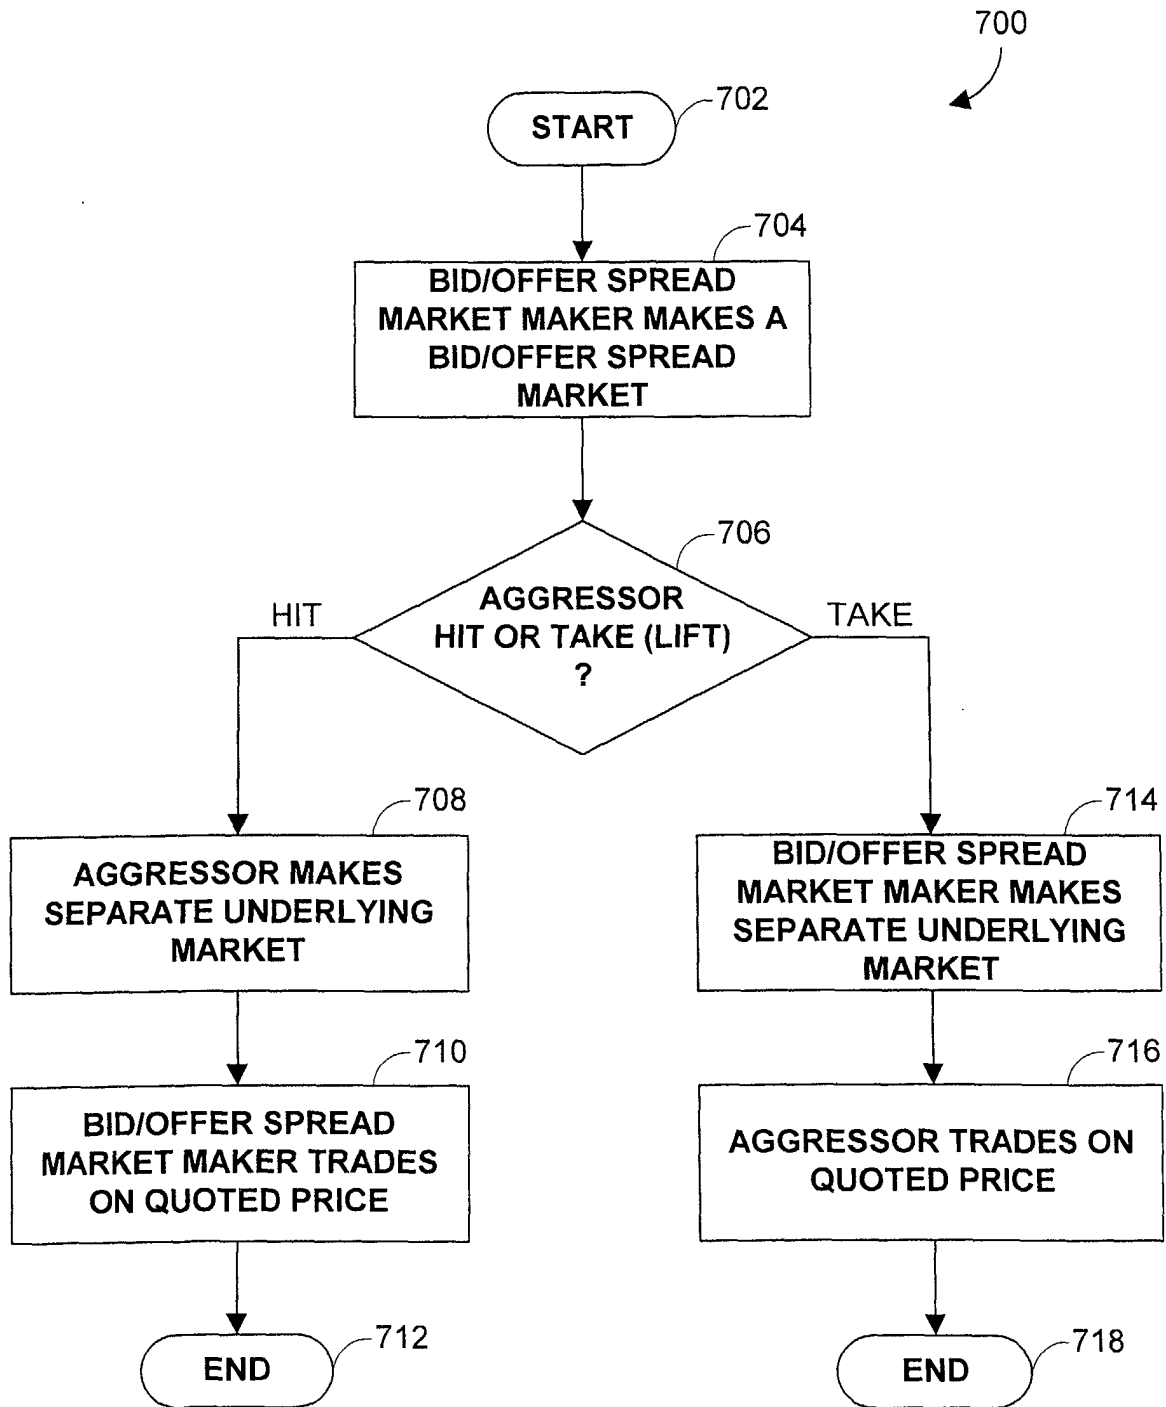 700
START
702
704
BID/OFFER SPREAD
MARKET MAKER MAKES A
BID/OFFER SPREAD
MARKET
706
AGGRESSOR
HIT OR TAKE (LIFT)
?
HIT
TAKE
708
AGGRESSOR MAKES
SEPARATE UNDERLYING
MARKET
710
BID/OFFER SPREAD
MARKET MAKER TRADES
ON QUOTED PRICE
END
712
714
BID/OFFER SPREAD
MARKET MAKER MAKES
SEPARATE UNDERLYING
MARKET
716
AGGRESSOR TRADES ON
QUOTED PRICE
END
718